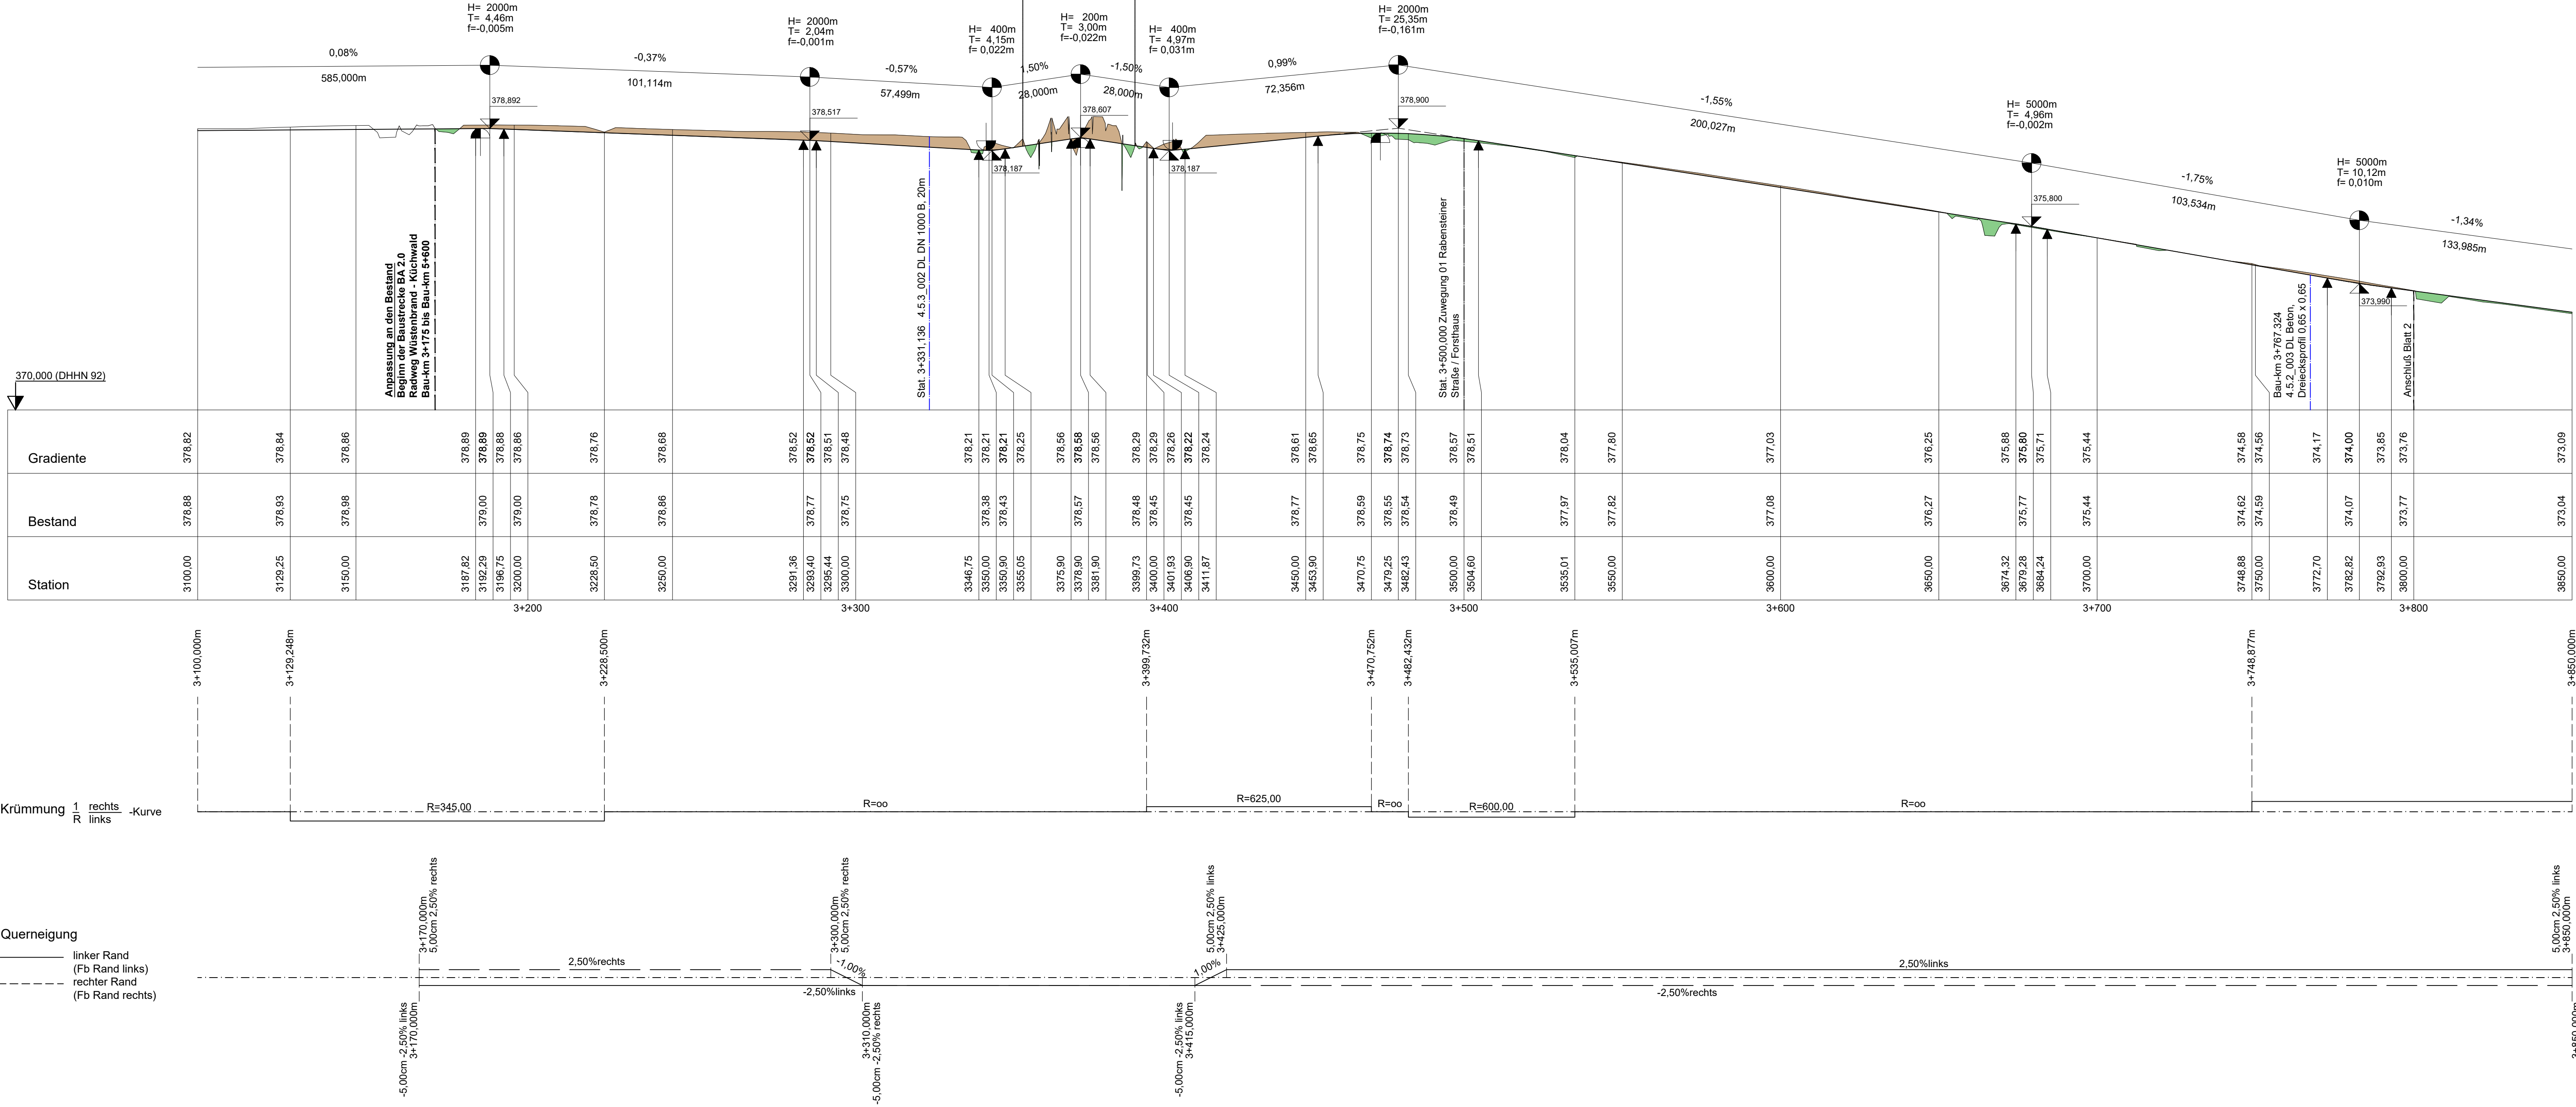 H= 2000m
T= 4,46m
f=-0,005m
H= 2000m
T= 2,04m
f=-0,001m
H= 400m
T= 4,15m
f= 0,022m
H= 200m
T= 3,00m
f=-0,022m
H= 400m
T= 4,97m
f= 0,031m
H= 2000m
T= 25,35m
f=-0,161m
H= 5000m
T= 4,96m
f=-0,002m
H= 5000m
T= 10,12m
f= 0,010m
0,08%
585,000m
-0,37%
101,114m
-0,57%
57,499m
1,50%
28,000m
-1,50%
28,000m
0,99%
72,356m
-1,55%
200,027m
-1,75%
103,534m
-1,34%
133,985m
378,892
378,517
378,187
378,607
378,187
378,900
375,800
373,990
Anpassung an den Bestand
Beginn der Baustrecke BA 2.0
Radweg Wüstenbrand - Küchwald
Bau-km 3+175 bis Bau-km 5+600
Stat. 3+331,136 4.5.3_002 DL DN 1000 B, 20m
Stat. 3+500,000 Zuwegung 01 Rabensteiner
Straße / Forsthaus
Bau-km 3+767.324
4.5.2_003 DL Beton,
Dreiecksprofil 0,65 x 0,65
Anschluß Blatt 2
370,000 (DHHN 92)
Gradiente 378,82 378,84 378,86 378,89 378,89 378,88 378,86 378,76 378,68 378,52 378,52 378,51 378,48 378,21 378,21 378,21 378,25 378,56 378,58 378,56 378,29 378,29 378,26 378,22 378,24 378,61 378,65 378,75 378,74 378,73 378,57 378,51 378,04 377,80 377,03 376,25 375,88 375,80 375,71 375,44 374,58 374,56 374,17 374,00 373,85 373,76 373,09
Bestand 378,88 378,93 378,98 379,00 379,00 378,78 378,86 378,77 378,75 378,38 378,43 378,57 378,48 378,45 378,45 378,77 378,59 378,55 378,54 378,49 377,97 377,82 377,08 376,27 375,77 375,44 374,62 374,59 374,07 373,77 373,04
Station 3100,00 3129,25 3150,00 3187,82 3192,29 3196,75 3200,00 3228,50 3250,00 3291,36 3293,40 3295,44 3300,00 3346,75 3350,00 3350,90 3355,05 3375,90 3378,90 3381,90 3399,73 3400,00 3401,93 3406,90 3411,87 3450,00 3453,90 3470,75 3479,25 3482,43 3500,00 3504,60 3535,01 3550,00 3600,00 3650,00 3674,32 3679,28 3684,24 3700,00 3748,88 3750,00 3772,70 3782,82 3792,93 3800,00 3850,00
3+200 3+300 3+400 3+500 3+600 3+700 3+800
3+100,000m 3+129,248m 3+228,500m 3+399,732m 3+470,752m 3+482,432m 3+535,007m 3+748,877m 3+850,000m
Krümmung 1/R rechts/links -Kurve
R=345,00
R=oo
R=625,00
R=oo
R=600,00
R=oo
Querneigung
linker Rand
(Fb Rand links)
rechter Rand
(Fb Rand rechts)
3+170,000m
5,00cm 2,50% rechts
3+300,000m
5,00cm 2,50% rechts
5,00cm 2,50% links
3+425,000m
5,00cm 2,50% links
3+850,000m
2,50%rechts
-1,00%
-2,50%links
1,00%
2,50%links
-2,50%rechts
-5,00cm -2,50% links
3+170,000m
3+310,000m
-5,00cm -2,50% rechts
-5,00cm -2,50% links
3+415,000m
3+850,000m